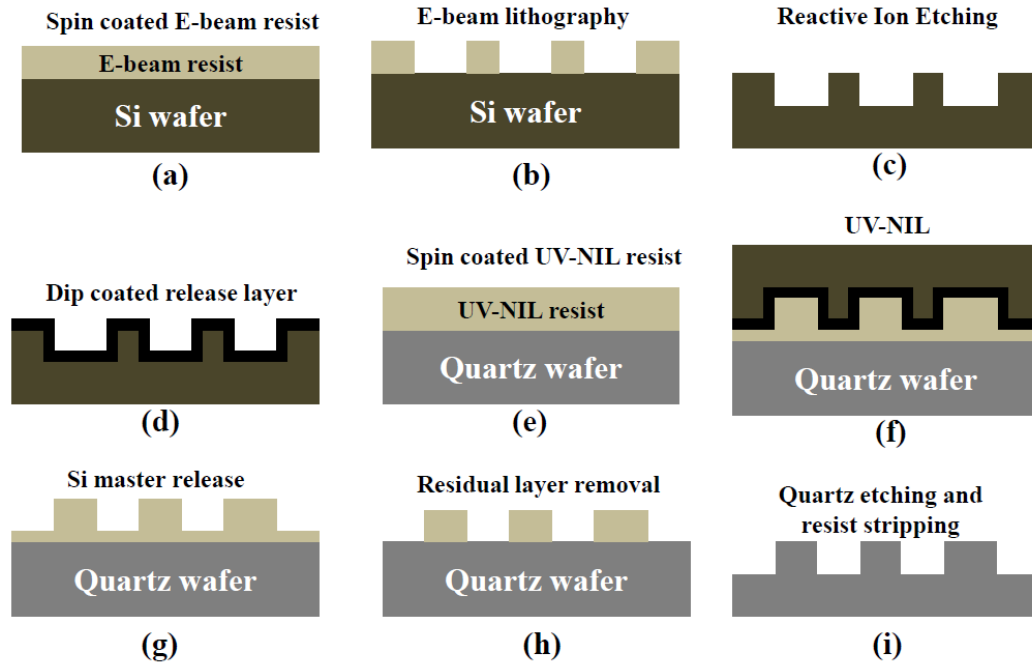 Spin coated E-beam resist
E-beam resist
Si wafer
(a)
E-beam lithography
Si wafer
(b)
Reactive Ion Etching
(c)
Dip coated release layer
(d)
Spin coated UV-NIL resist
UV-NIL resist
Quartz wafer
(e)
UV-NIL
Quartz wafer
(f)
Si master release
Quartz wafer
(g)
Residual layer removal
Quartz wafer
(h)
Quartz etching and
resist stripping
(i)